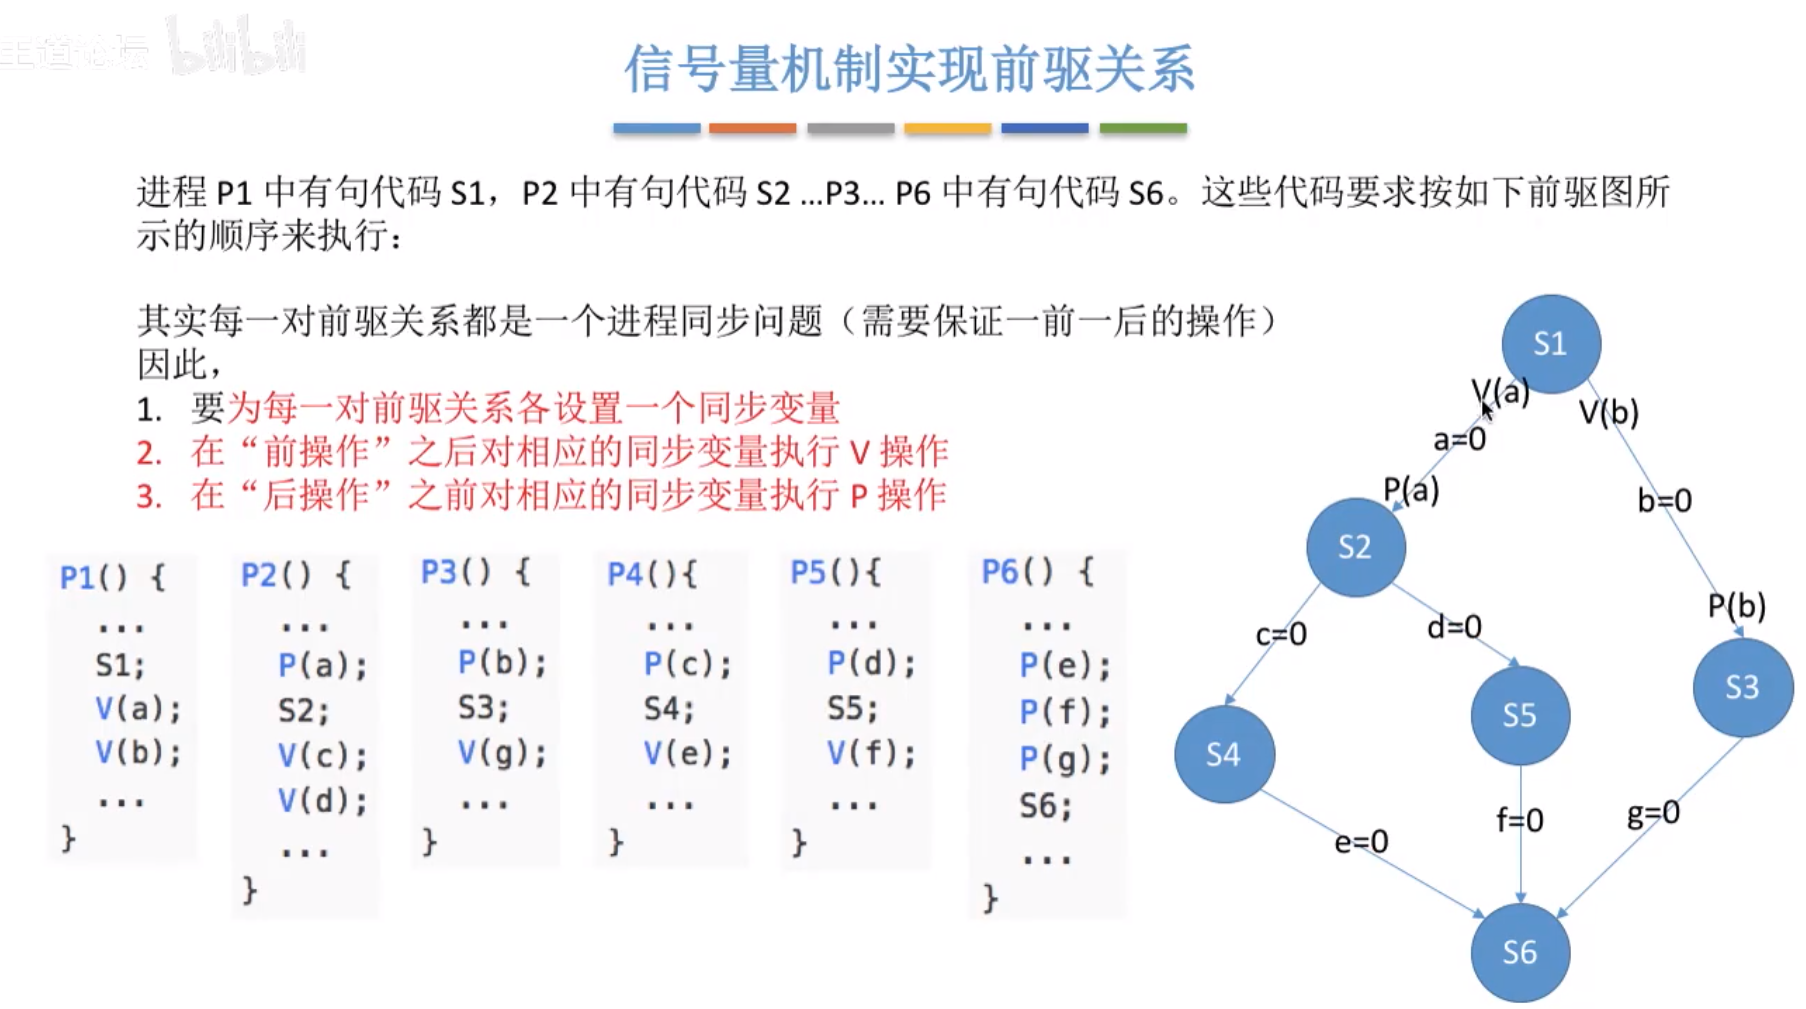 王道论坛 bilibili
信号量机制实现前驱关系
进程 P1 中有句代码 S1，P2 中有句代码 S2 ...P3... P6 中有句代码 S6。这些代码要求按如下前驱图所
示的顺序来执行：
其实每一对前驱关系都是一个进程同步问题（需要保证一前一后的操作）
因此，
1. 要为每一对前驱关系各设置一个同步变量
2. 在“前操作”之后对相应的同步变量执行 V 操作
3. 在“后操作”之前对相应的同步变量执行 P 操作
P1() {
...
S1;
V(a);
V(b);
...
}
P2() {
...
P(a);
S2;
V(c);
V(d);
...
}
P3() {
...
P(b);
S3;
V(g);
...
}
P4(){
...
P(c);
S4;
V(e);
...
}
P5(){
...
P(d);
S5;
V(f);
...
}
P6() {
...
P(e);
P(f);
P(g);
S6;
...
}
S1
V(a)
V(b)
a=0
P(a)
b=0
S2
P(b)
c=0
d=0
S3
S5
S4
g=0
f=0
e=0
S6